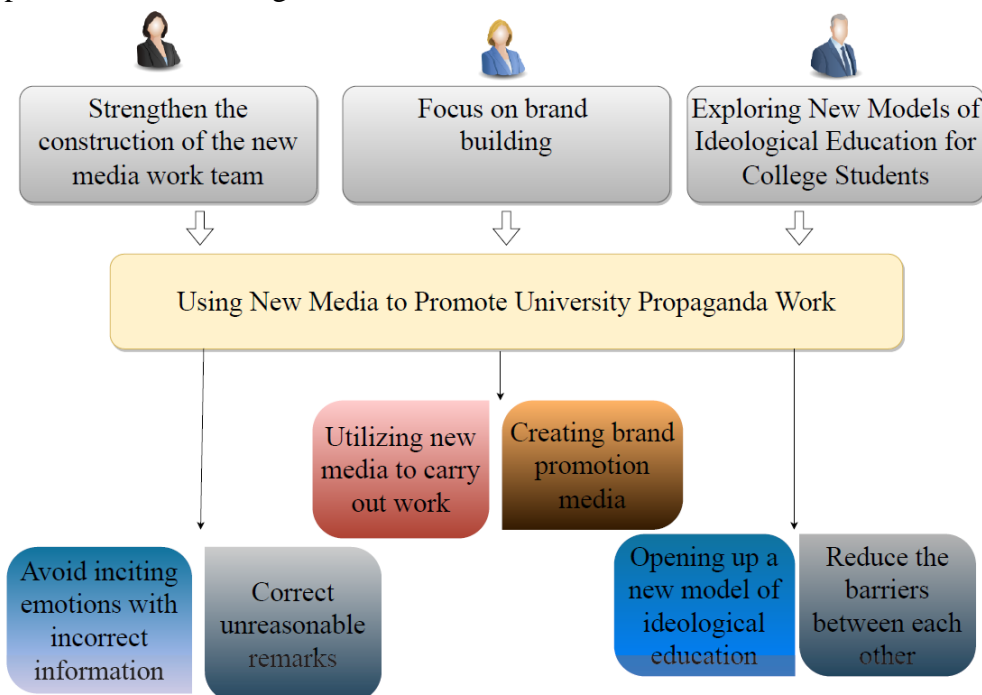 Strengthen the
construction of the new
media work team
Focus on brand
building
Exploring New Models of
Ideological Education for
College Students
Using New Media to Promote University Propaganda Work
Utilizing new
media to carry
out work
Creating brand
promotion
media
Avoid inciting
emotions with
incorrect
information
Correct
unreasonable
remarks
Opening up a
new model of
ideological
education
Reduce the
barriers
between each
other